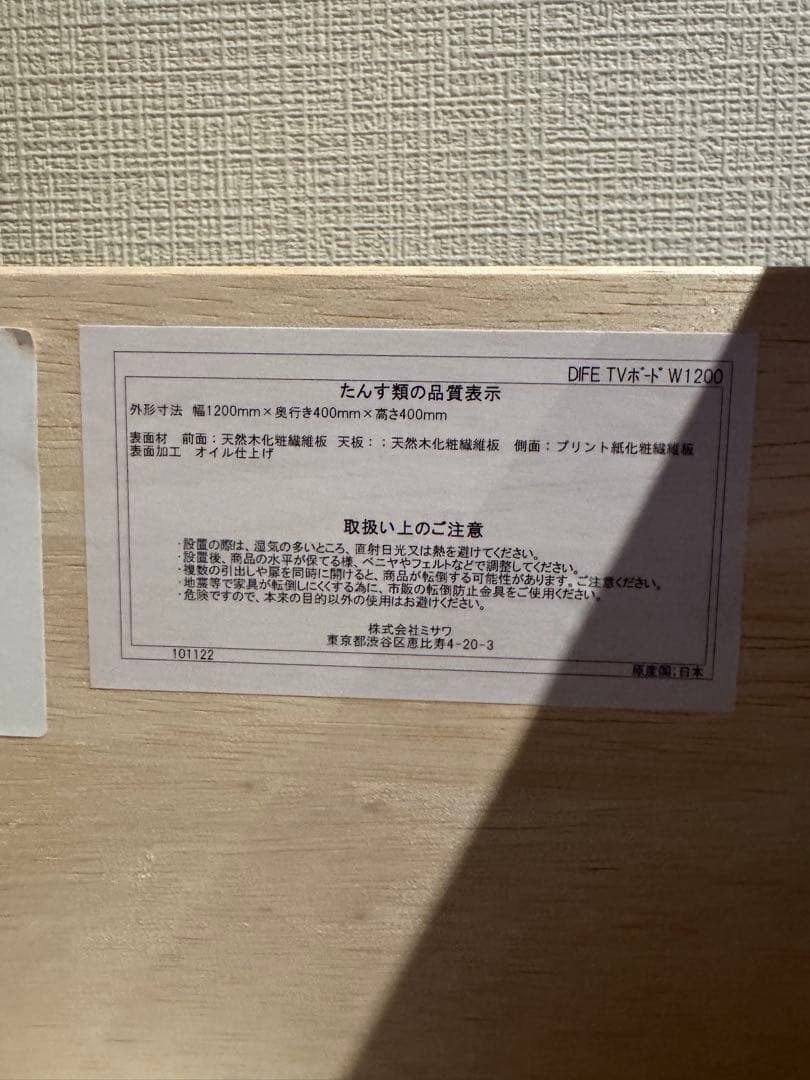 DIFE TVﾎﾞｰﾄﾞ W1200
たんす類の品質表示
外形寸法 幅1200mm×奥行き400mm×高さ400mm
表面材 前面：天然木化粧繊維板 天板：：天然木化粧繊維板 側面：プリント紙化粧繊維板
表面加工 オイル仕上げ
取扱い上のご注意
・設置の際は、湿気の多いところ、直射日光又は熱を避けてください。
・設置後、商品の水平が保てる様、ベニヤやフェルトなどで調整してください。
・複数の引出しや扉を同時に開けると、商品が転倒する可能性があります。ご注意ください。
・地震等で家具が転倒しにくくする為に、市販の転倒防止金具をご使用ください。
・危険ですので、本来の目的以外の使用はお避けください。
株式会社ミサワ
東京都渋谷区恵比寿4-20-3
101122
原産国：日本